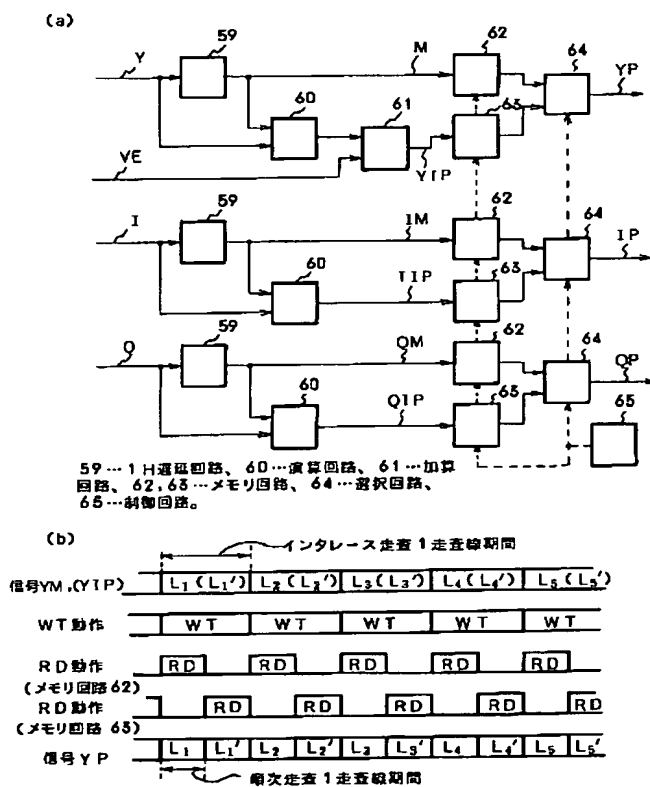 (a)
59
62
64
Y
M
YP
60
61
63
VE
YIP
59
62
64
I
IM
IP
60
63
IIP
59
62
64
Q
QM
QP
60
63
65
QIP
59…1H遅延回路、60…演算回路、61…加算
回路、62,63…メモリ回路、64…選択回路、
65…制御回路。
(b)
インタレース走査1走査線期間
信号YM,(YIP) L1(L1′) L2(L2′) L3(L3′) L4(L4′) L5(L5′)
WT動作 WT WT WT WT WT
RD動作 RD RD RD RD RD
(メモリ回路62)
RD動作 RD RD RD RD RD
(メモリ回路63)
信号YP L1 L1′ L2 L2′ L3 L3′ L4 L4′ L5 L5′
順次走査1走査線期間